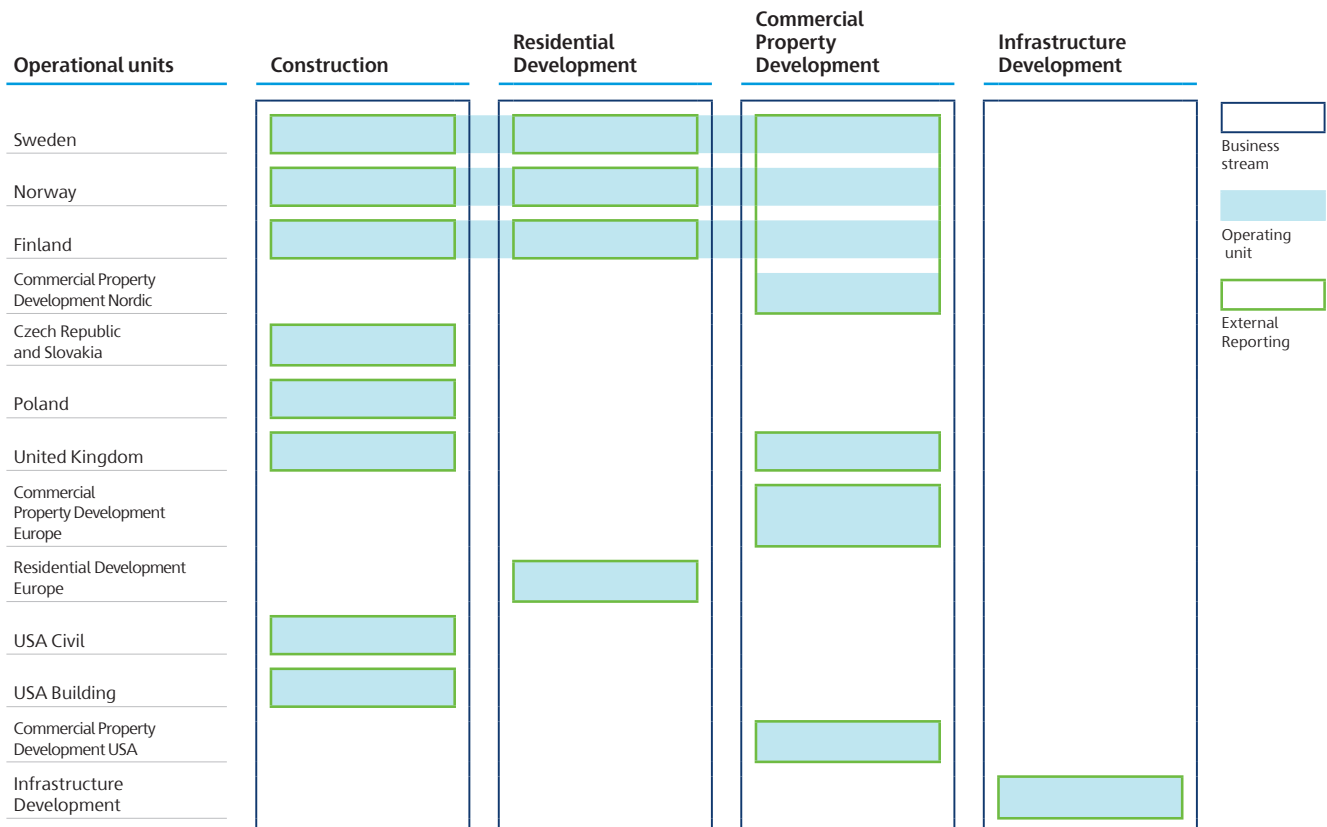 Operational units
Construction
Residential
Development
Commercial
Property
Development
Infrastructure
Development
Sweden
Norway
Finland
Commercial Property
Development Nordic
Czech Republic
and Slovakia
Poland
United Kingdom
Commercial
Property Development
Europe
Residential Development
Europe
USA Civil
USA Building
Commercial Property
Development USA
Infrastructure
Development
Business
stream
Operating
unit
External
Reporting